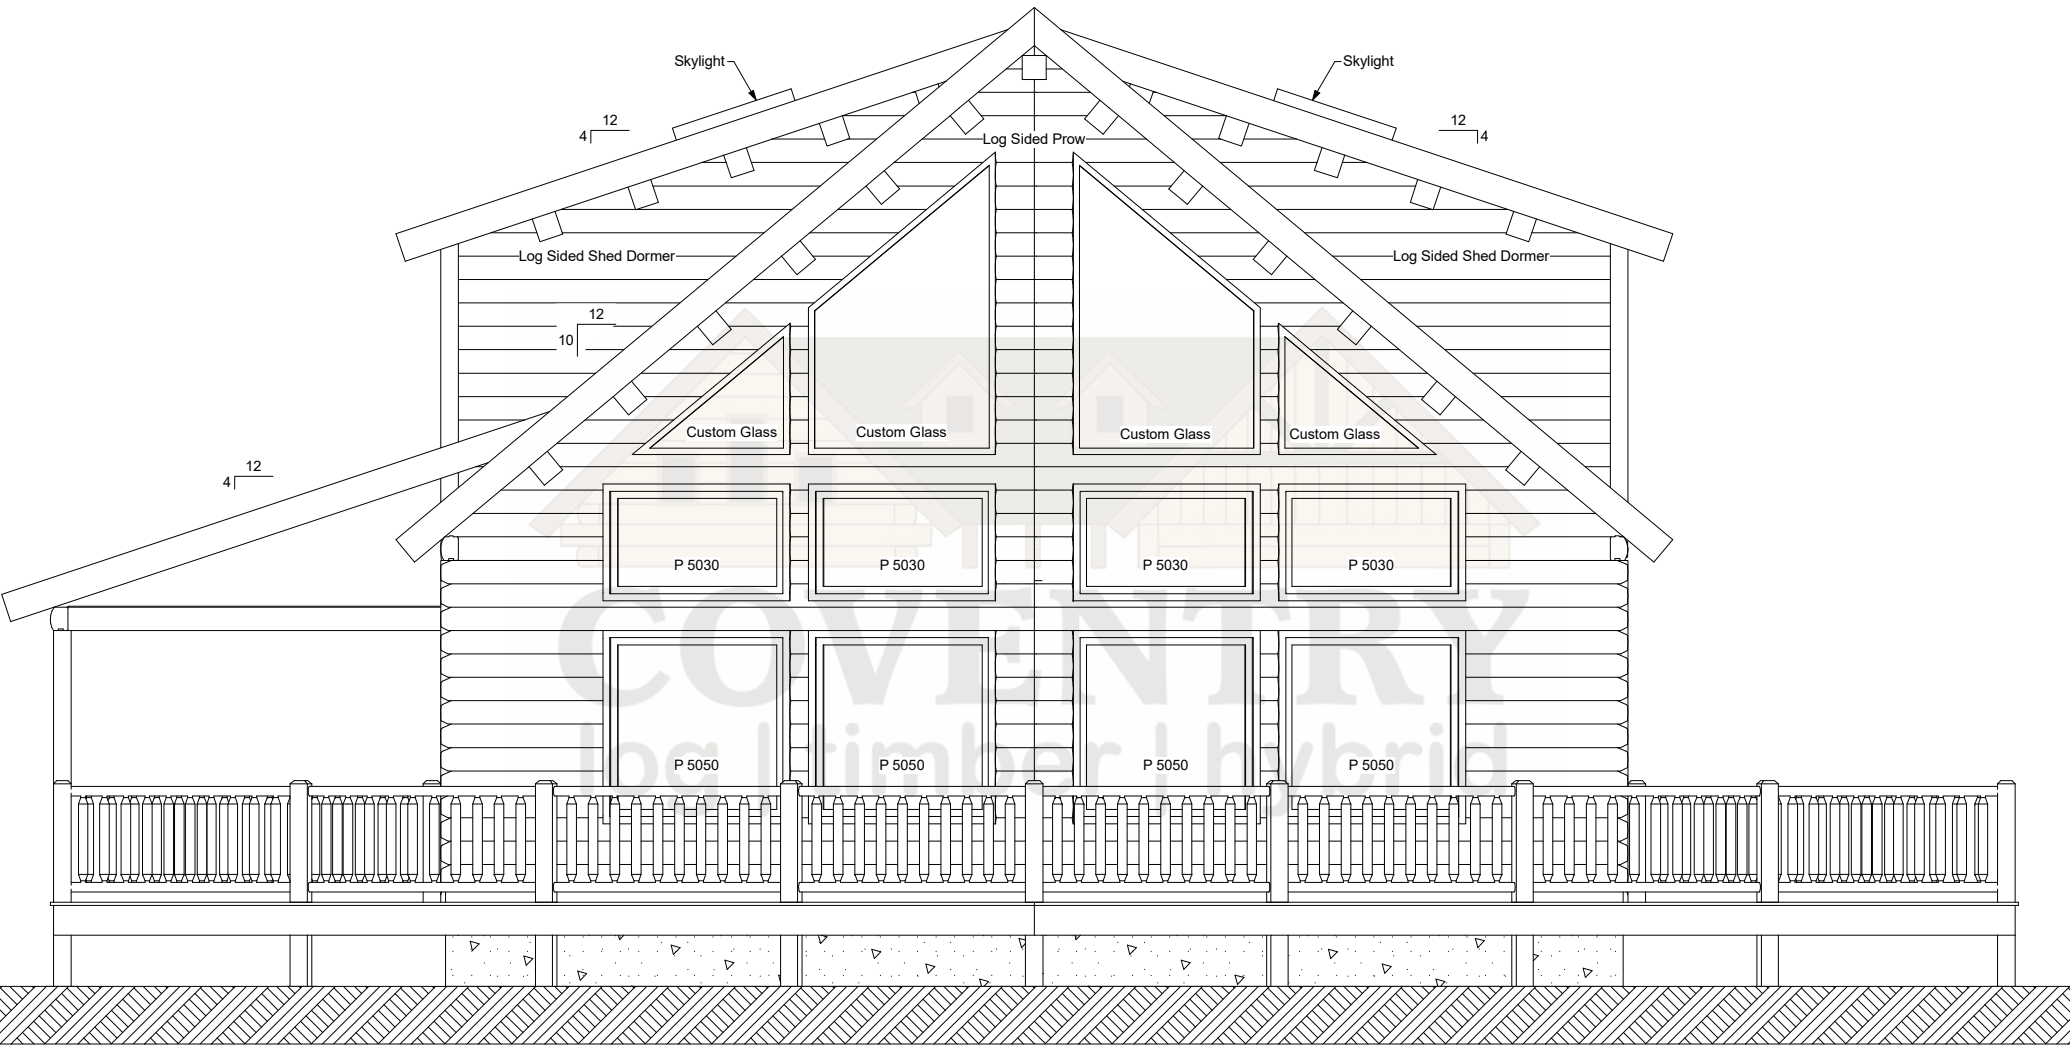 Skylight
Skylight
12
4
12
4
Log Sided Prow
Log Sided Shed Dormer
Log Sided Shed Dormer
12
10
Custom Glass
Custom Glass
Custom Glass
Custom Glass
12
4
P 5030
P 5030
P 5030
P 5030
COVENTRY
log | timber | hybrid
P 5050
P 5050
P 5050
P 5050